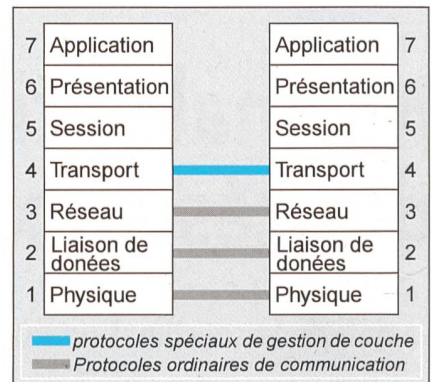 7 Application Application 7
6 Présentation Présentation 6
5 Session Session 5
4 Transport Transport 4
3 Réseau Réseau 3
2 Liaison de donées Liaison de donées 2
1 Physique Physique 1
protocoles spéciaux de gestion de couche
Protocoles ordinaires de communication